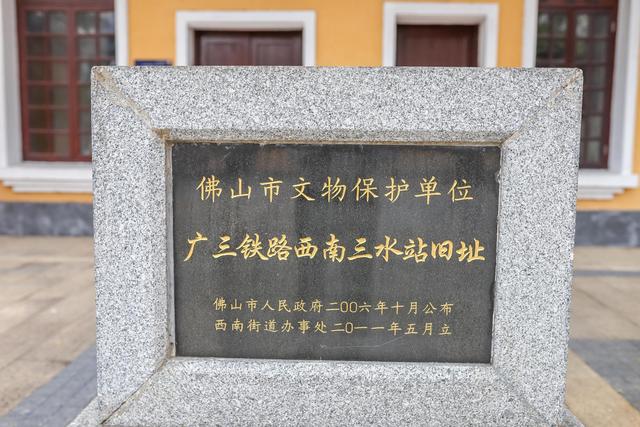 佛山市文物保护单位
广三铁路西南三水站旧址
佛山市人民政府二〇〇六年十月公布
西南街道办事处二〇一一年五月立